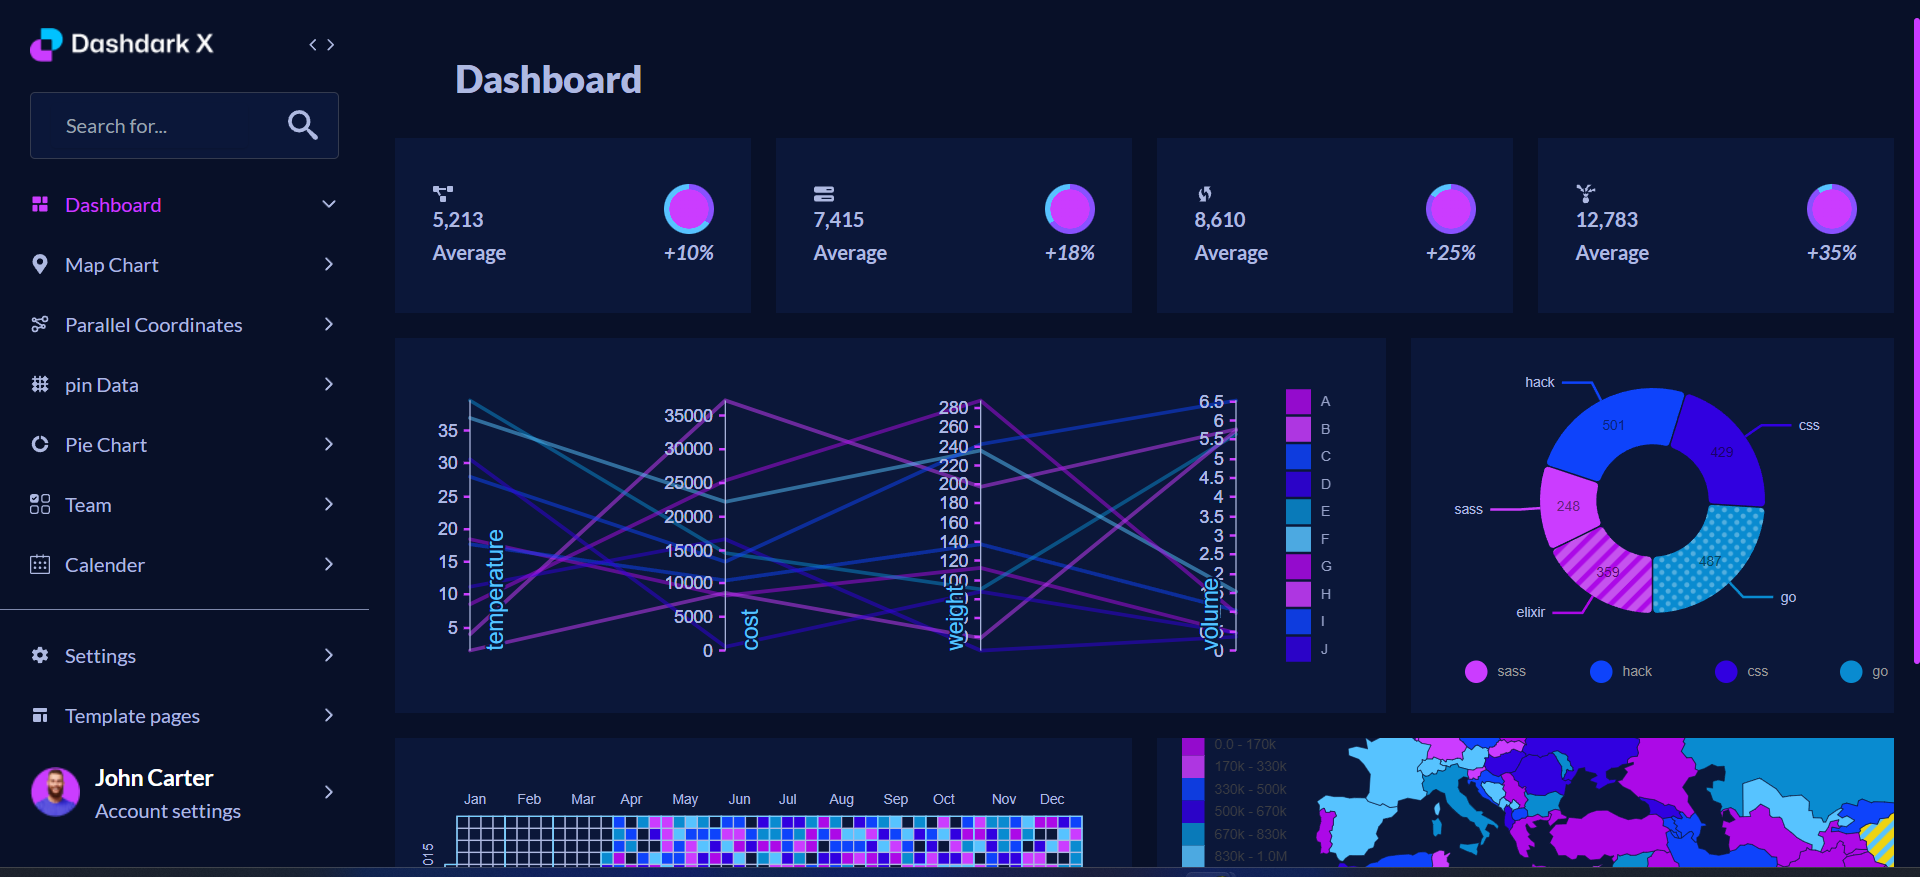 Dashdark X
Search for...
Dashboard
Map Chart
Parallel Coordinates
pin Data
Pie Chart
Team
Calender
Settings
Template pages
John Carter
Account settings
Dashboard
5,213
Average
+10%
7,415
Average
+18%
8,610
Average
+25%
12,783
Average
+35%
35
30
25
20
15
10
5
temperature
35000
30000
25000
20000
15000
10000
5000
0
cost
280
260
240
220
200
180
160
140
120
100
weight
6.5
6
5.5
5
4.5
4
3.5
3
2.5
2
0
volume
A
B
C
D
E
F
G
H
I
J
hack
501
css
429
sass
248
elixir
359
go
487
sass
hack
css
go
Jan Feb Mar Apr May Jun Jul Aug Sep Oct Nov Dec
015
0.0 - 170k
170k - 330k
330k - 500k
500k - 670k
670k - 830k
830k - 1.0M